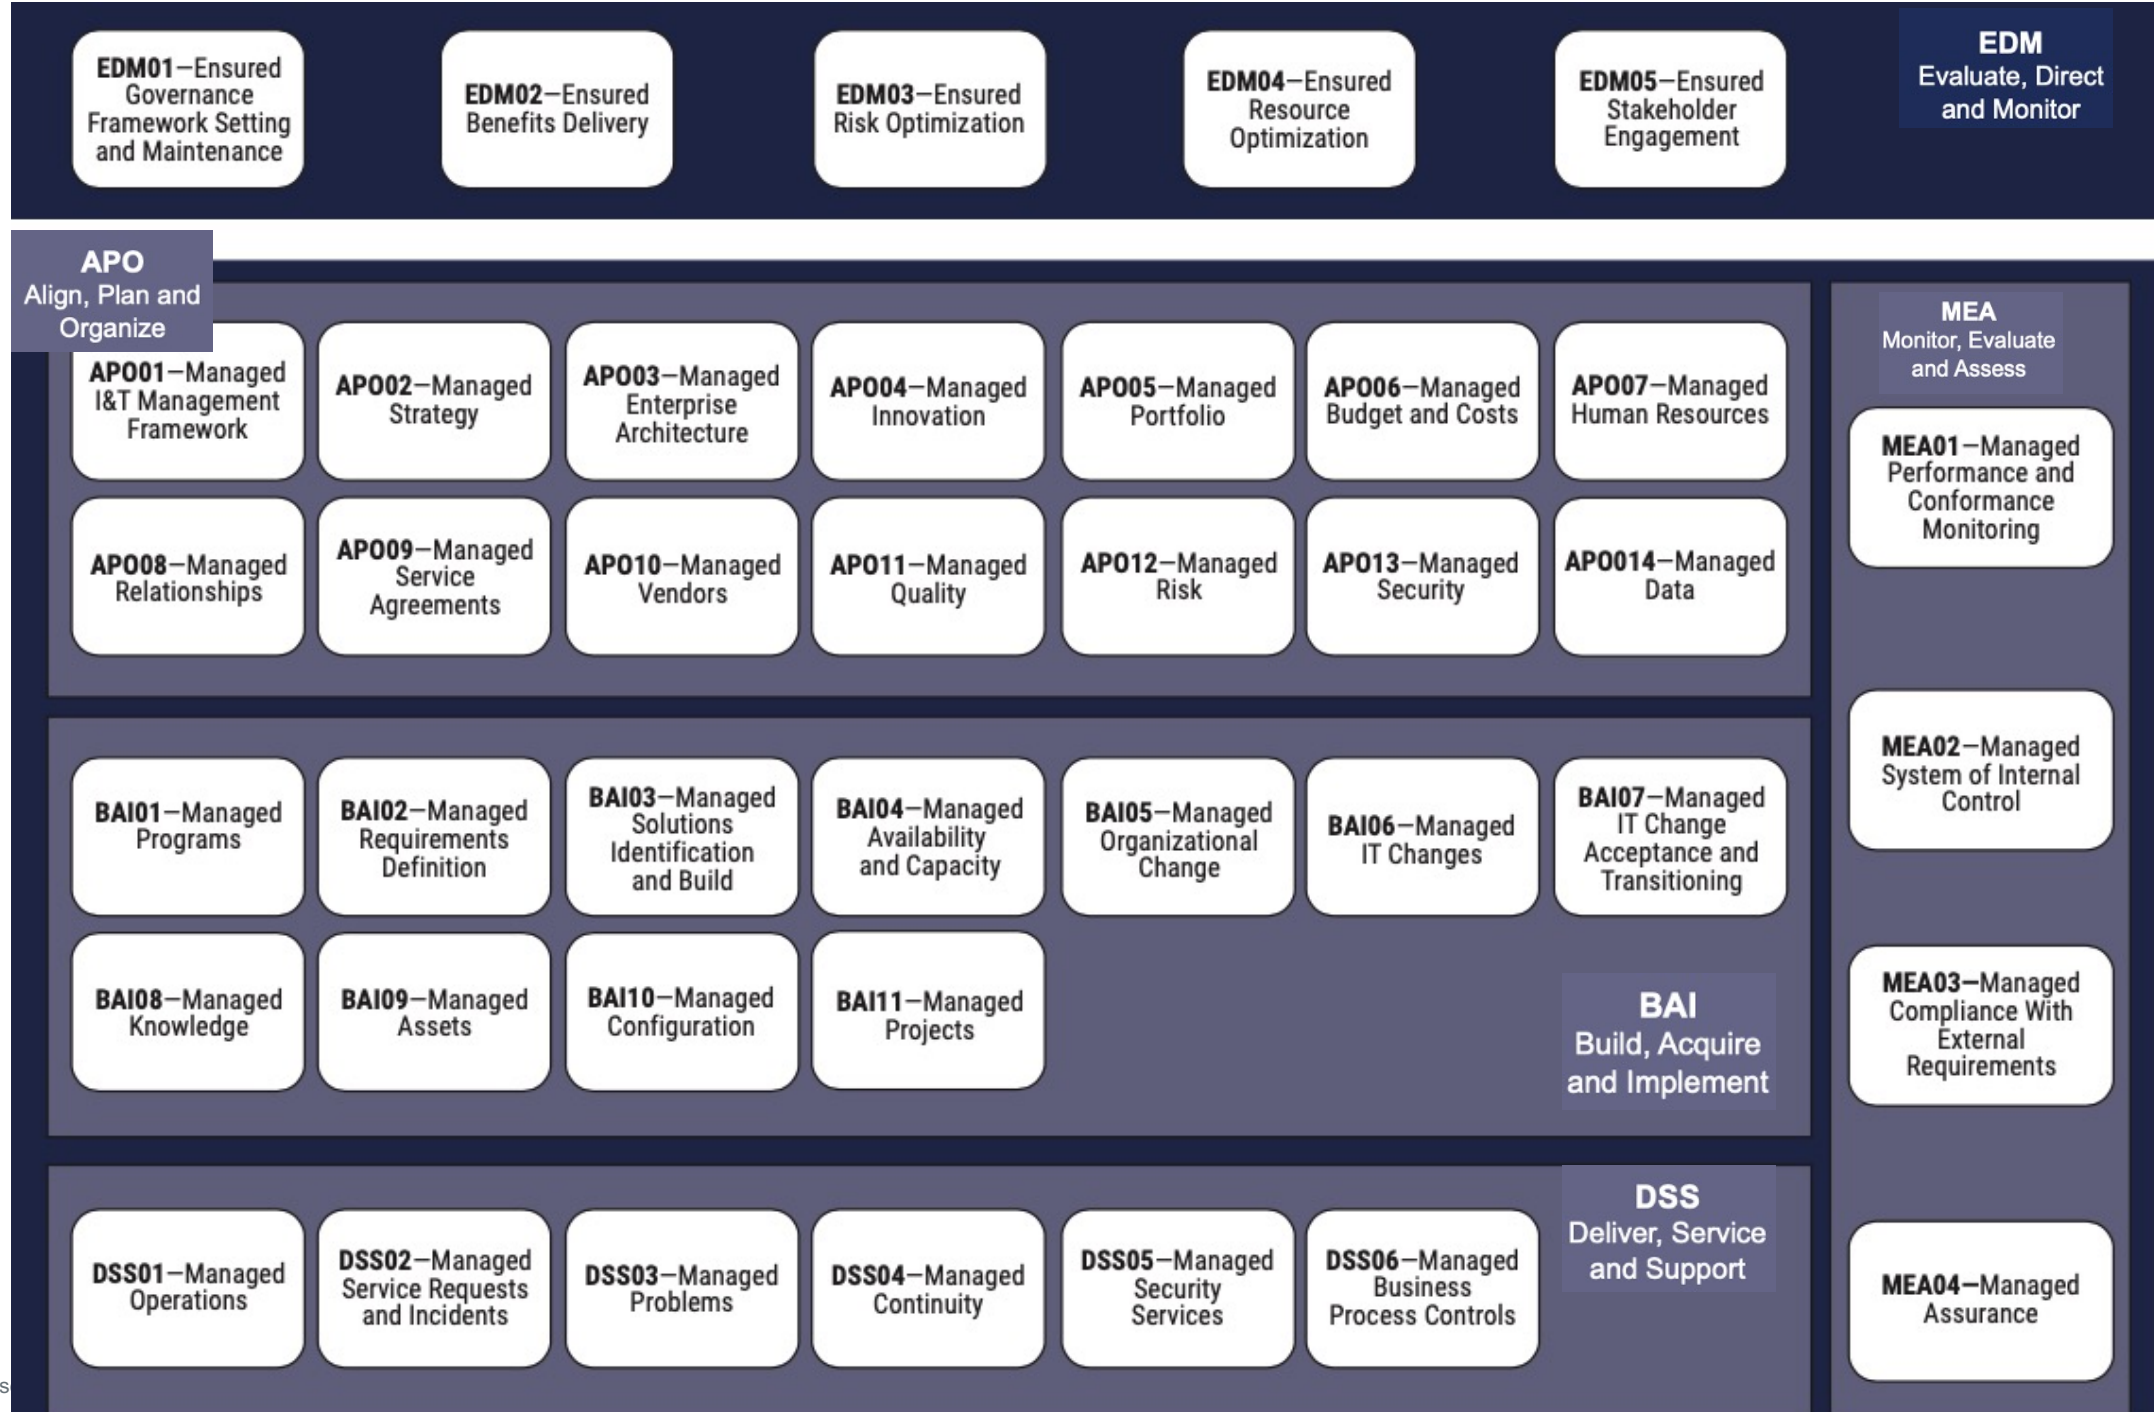 EDM01—Ensured
Governance
Framework Setting
and Maintenance
EDM02—Ensured
Benefits Delivery
EDM03—Ensured
Risk Optimization
EDM04—Ensured
Resource
Optimization
EDM05—Ensured
Stakeholder
Engagement
EDM
Evaluate, Direct
and Monitor
APO
Align, Plan and
Organize
APO01—Managed
I&T Management
Framework
APO02—Managed
Strategy
APO03—Managed
Enterprise
Architecture
APO04—Managed
Innovation
APO05—Managed
Portfolio
APO06—Managed
Budget and Costs
APO07—Managed
Human Resources
APO08—Managed
Relationships
APO09—Managed
Service
Agreements
APO10—Managed
Vendors
APO11—Managed
Quality
APO12—Managed
Risk
APO13—Managed
Security
APO014—Managed
Data
BAI01—Managed
Programs
BAI02—Managed
Requirements
Definition
BAI03—Managed
Solutions
Identification
and Build
BAI04—Managed
Availability
and Capacity
BAI05—Managed
Organizational
Change
BAI06—Managed
IT Changes
BAI07—Managed
IT Change
Acceptance and
Transitioning
BAI08—Managed
Knowledge
BAI09—Managed
Assets
BAI10—Managed
Configuration
BAI11—Managed
Projects
BAI
Build, Acquire
and Implement
DSS01—Managed
Operations
DSS02—Managed
Service Requests
and Incidents
DSS03—Managed
Problems
DSS04—Managed
Continuity
DSS05—Managed
Security
Services
DSS06—Managed
Business
Process Controls
DSS
Deliver, Service
and Support
MEA
Monitor, Evaluate
and Assess
MEA01—Managed
Performance and
Conformance
Monitoring
MEA02—Managed
System of Internal
Control
MEA03—Managed
Compliance With
External
Requirements
MEA04—Managed
Assurance
s